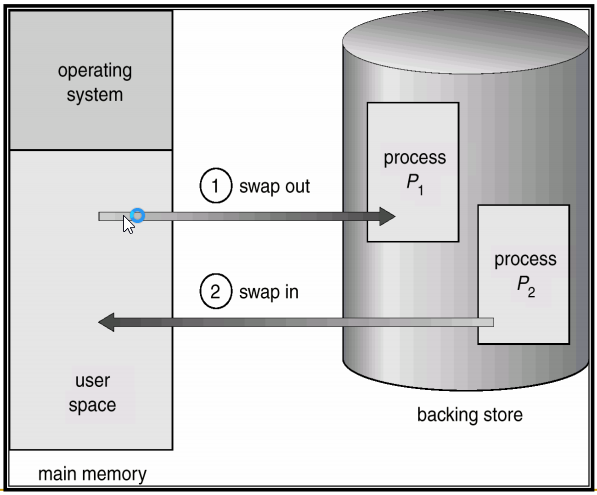 operating
system
process
P1
1 swap out
process
P2
2 swap in
user
space
backing store
main memory